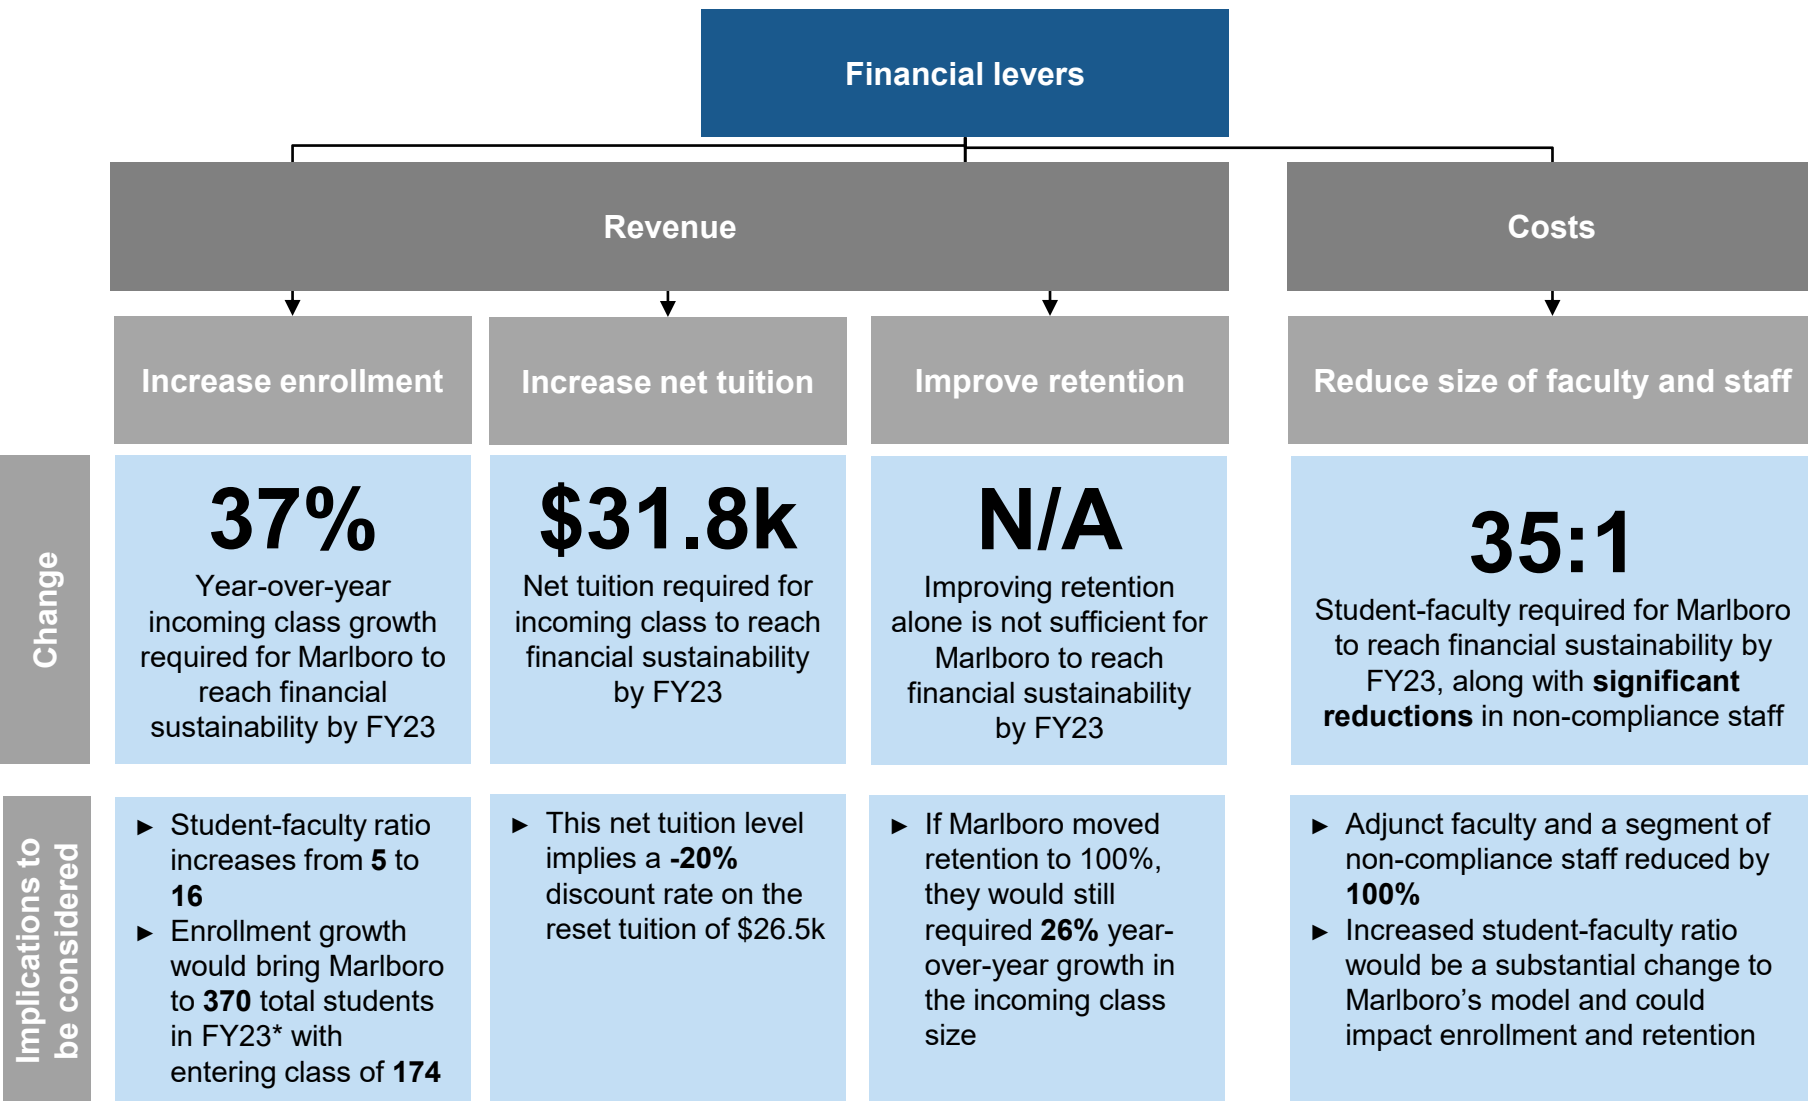 Financial levers
Revenue
Costs
Increase enrollment
Increase net tuition
Improve retention
Reduce size of faculty and staff
Change
37%
Year-over-year
incoming class growth
required for Marlboro to
reach financial
sustainability by FY23
$31.8k
Net tuition required for
incoming class to reach
financial sustainability
by FY23
N/A
Improving retention
alone is not sufficient for
Marlboro to reach
financial sustainability
by FY23
35:1
Student-faculty required for Marlboro
to reach financial sustainability by
FY23, along with significant
reductions in non-compliance staff
Implications to
be considered
► Student-faculty ratio
increases from 5 to
16
► Enrollment growth
would bring Marlboro
to 370 total students
in FY23* with
entering class of 174
► This net tuition level
implies a -20%
discount rate on the
reset tuition of $26.5k
► If Marlboro moved
retention to 100%,
they would still
required 26% year-
over-year growth in
the incoming class
size
► Adjunct faculty and a segment of
non-compliance staff reduced by
100%
► Increased student-faculty ratio
would be a substantial change to
Marlboro’s model and could
impact enrollment and retention